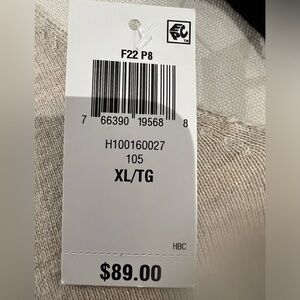 F22 P8
7 66390 19568 8
H100160027
105
XL/TG
HBC
$89.00